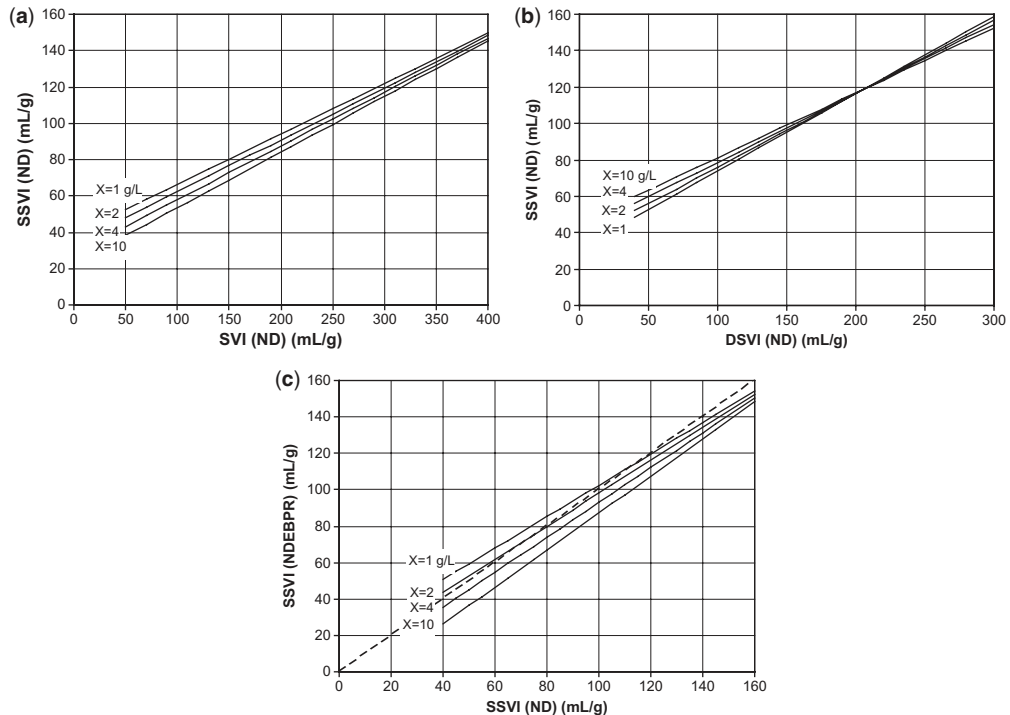 (a)
SSVI (ND) (mL/g)
160
140
120
100
80
60
40
20
0
X=1 g/L
X=2
X=4
X=10
0 50 100 150 200 250 300 350 400
SVI (ND) (mL/g)
(b)
SSVI (ND) (mL/g)
160
140
120
100
80
60
40
20
0
X=10 g/L
X=4
X=2
X=1
0 50 100 150 200 250 300
DSVI (ND) (mL/g)
(c)
SSVI (NDEBPR) (mL/g)
160
140
120
100
80
60
40
20
0
X=1 g/L
X=2
X=4
X=10
0 20 40 60 80 100 120 140 160
SSVI (ND) (mL/g)